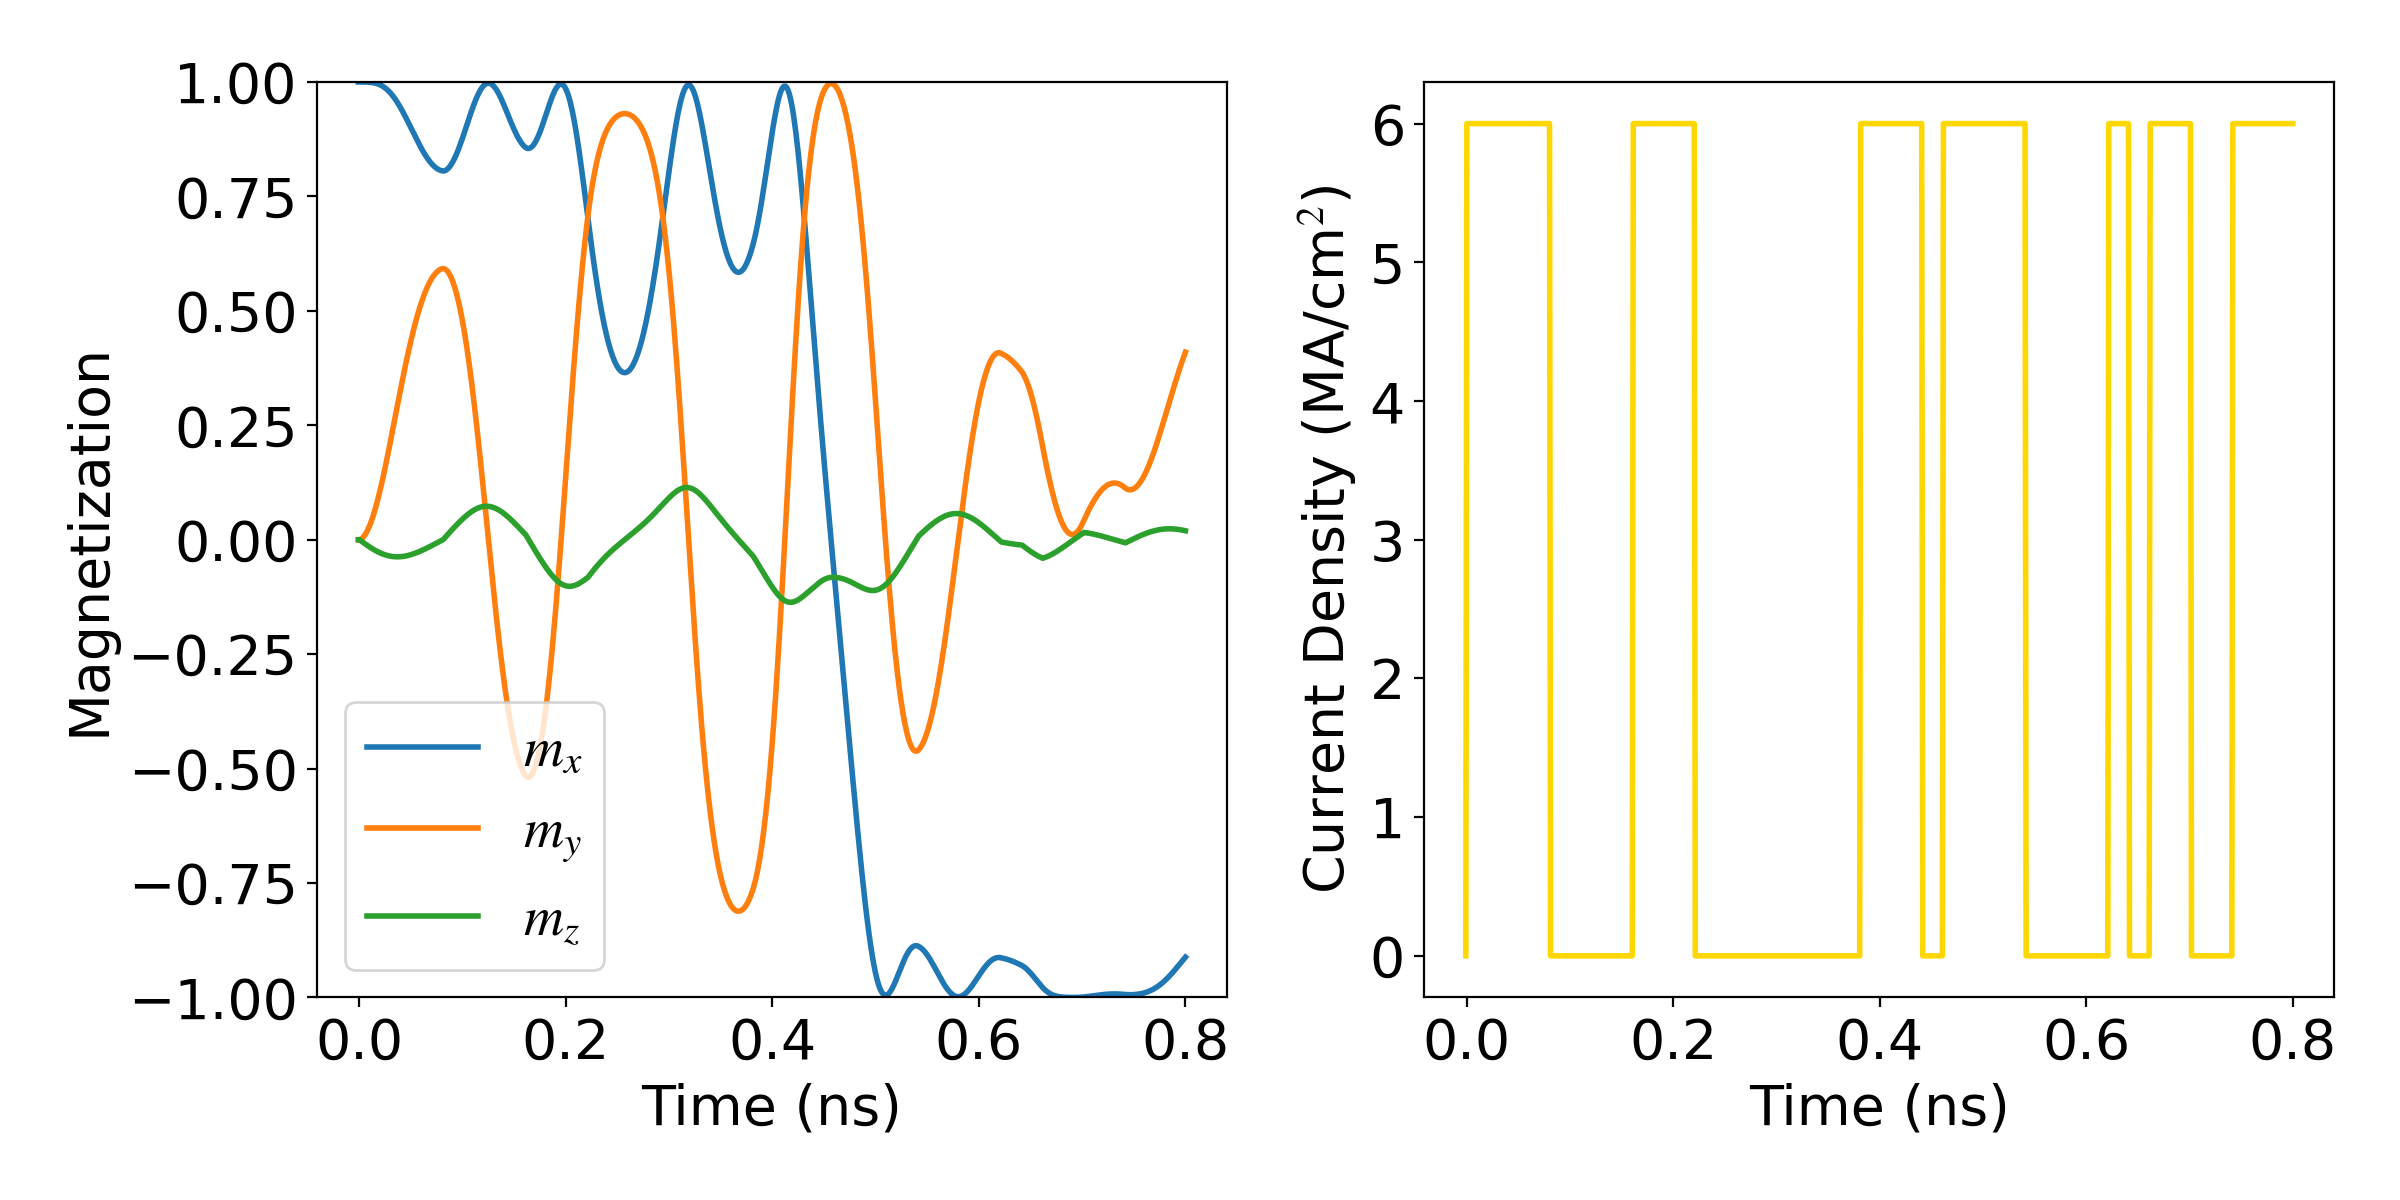 1.00
0.75
0.50
0.25
0.00
−0.25
−0.50
−0.75
−1.00
Magnetization
m_x
m_y
m_z
0.0 0.2 0.4 0.6 0.8
Time (ns)
6
5
4
3
2
1
0
Current Density (MA/cm²)
0.0 0.2 0.4 0.6 0.8
Time (ns)